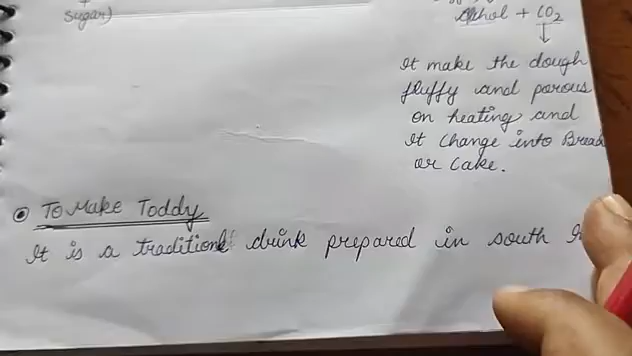 Sugar)
Alchol + CO2
It make the dough
fluffy and porous
on heating and
It change into Bread
or Cake.
To Make Toddy
It is a traditional drink prepared in south